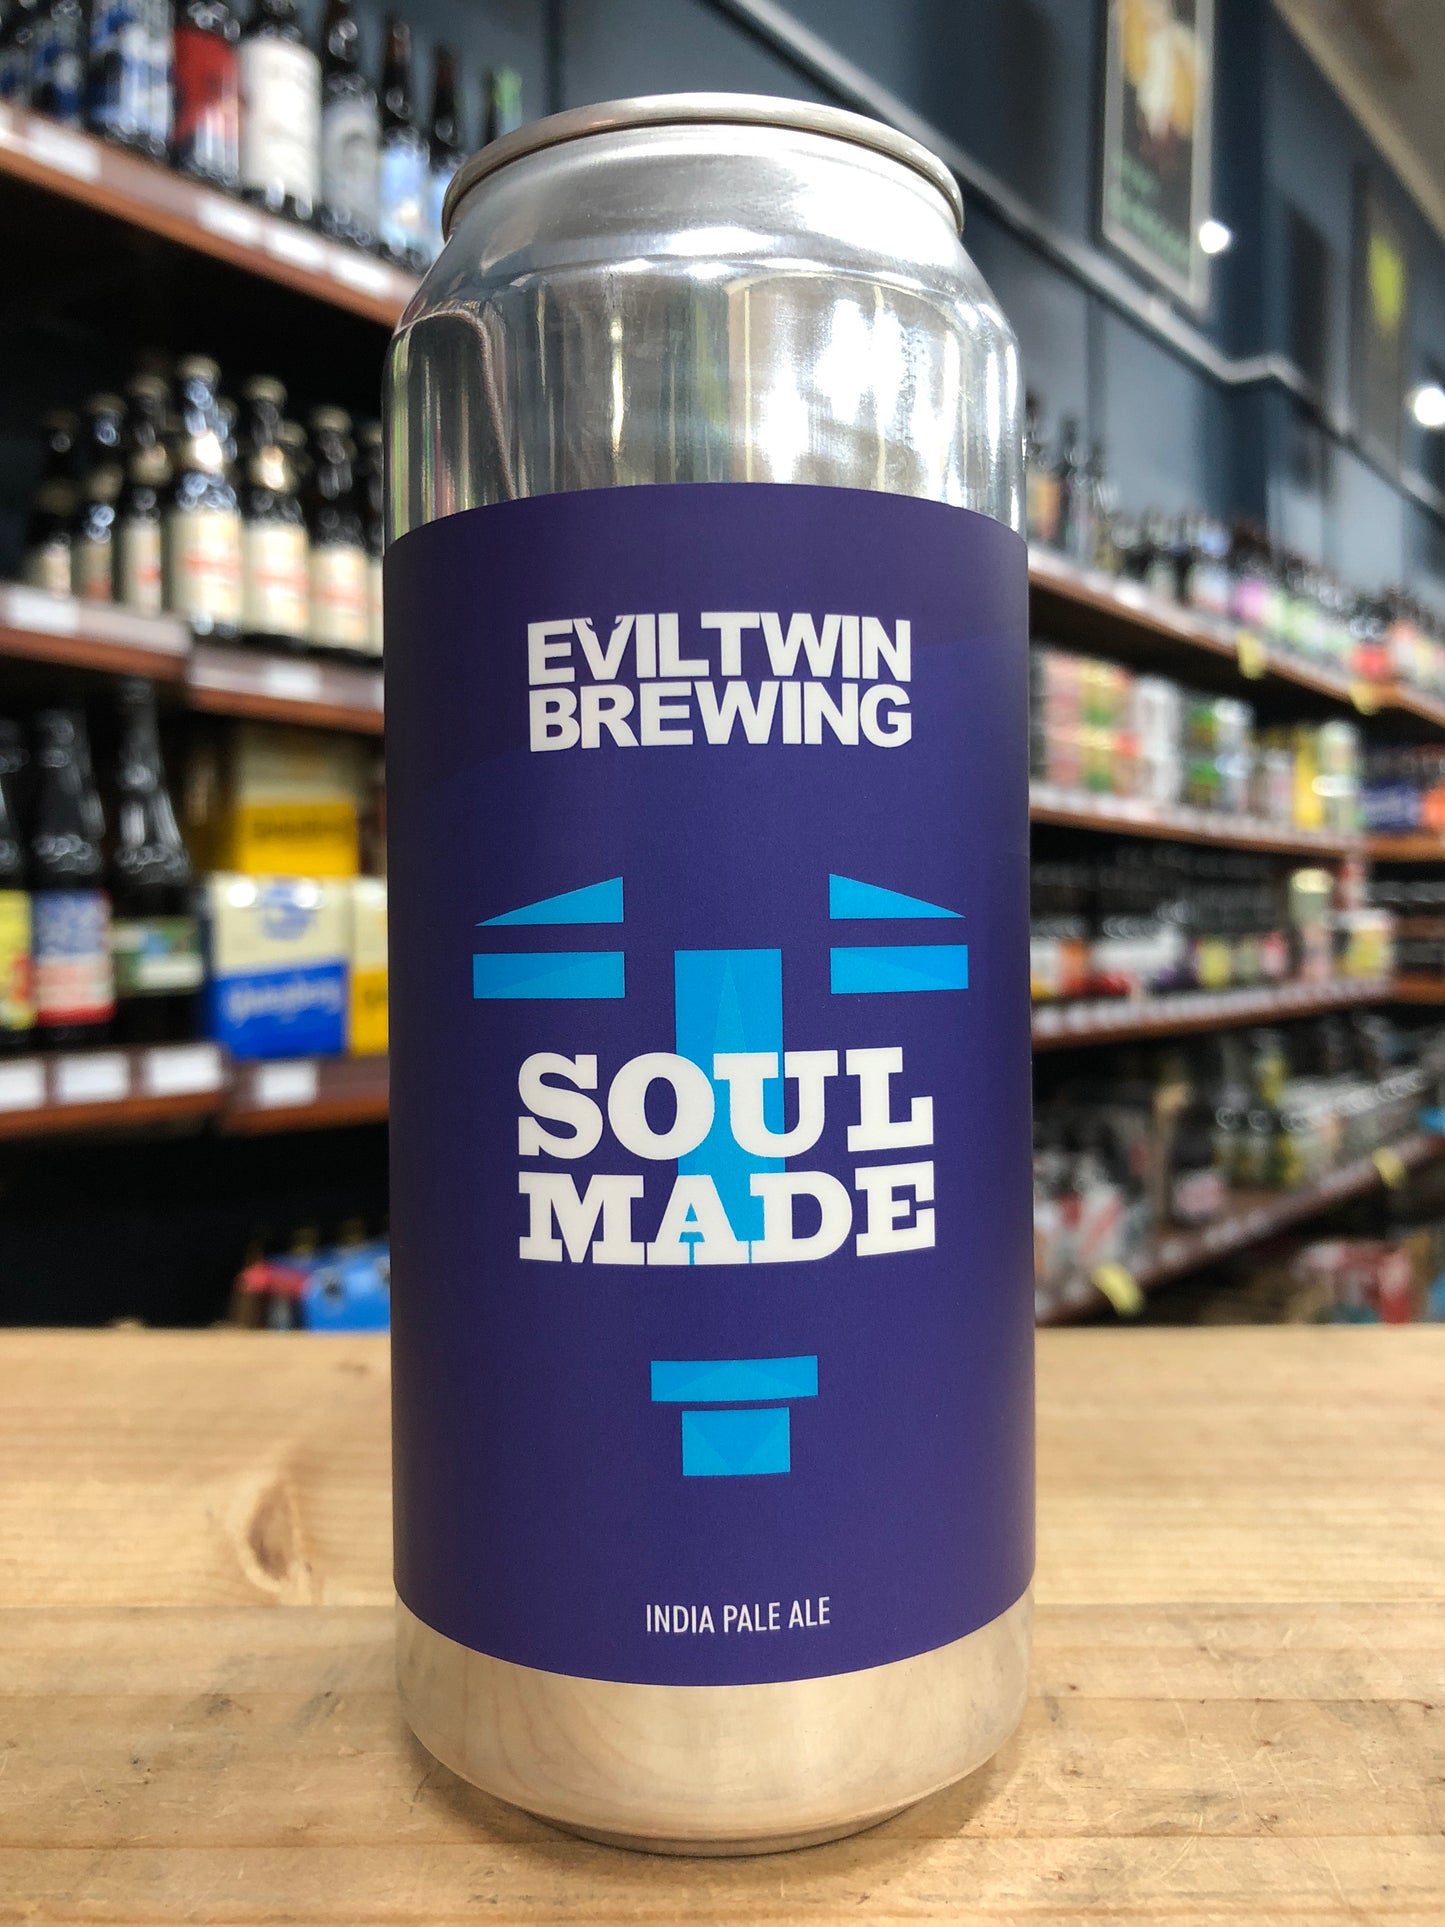 EVILTWIN
BREWING
SOUL
MADE
INDIA PALE ALE